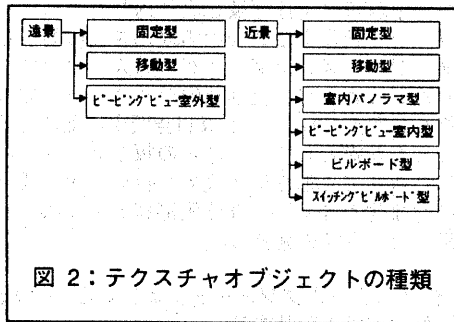 遠景
固定型
移動型
ピーピングビュー室外型
近景
固定型
移動型
室内パノラマ型
ピーピングビュー室内型
ビルボード型
スイッチングビルボード型
図 2：テクスチャオブジェクトの種類